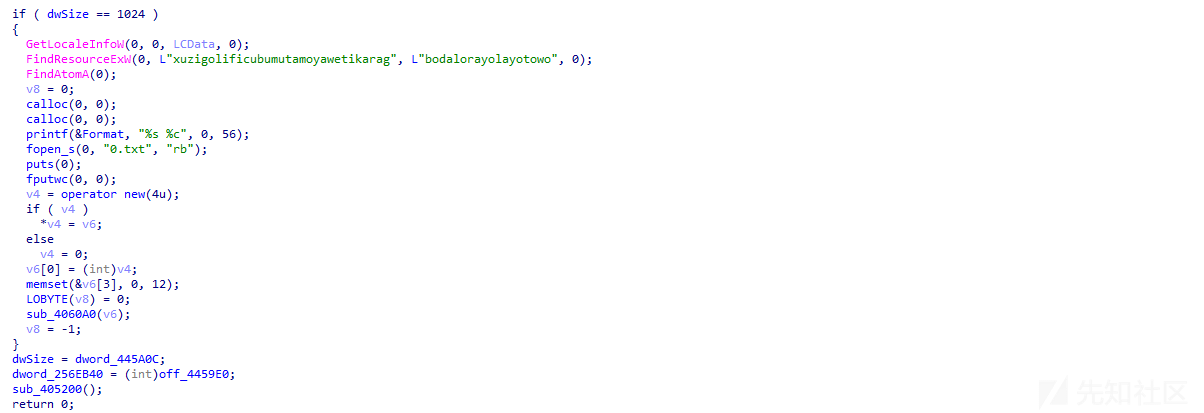 if ( dwSize == 1024 )
{
GetLocaleInfoW(0, 0, LCData, 0);
FindResourceExW(0, L"xuzigolificubumutamoyawetikarag", L"bodalorayolayotowo", 0);
FindAtomA(0);
v8 = 0;
calloc(0, 0);
calloc(0, 0);
printf(&Format, "%s %c", 0, 56);
fopen_s(0, "0.txt", "rb");
puts(0);
fputwc(0, 0);
v4 = operator new(4u);
if ( v4 )
*v4 = v6;
else
v4 = 0;
v6[0] = (int)v4;
memset(&v6[3], 0, 12);
LOBYTE(v8) = 0;
sub_4060A0(v6);
v8 = -1;
}
dwSize = dword_445A0C;
dword_256EB40 = (int)off_4459E0;
sub_405200();
return 0;
先知社区